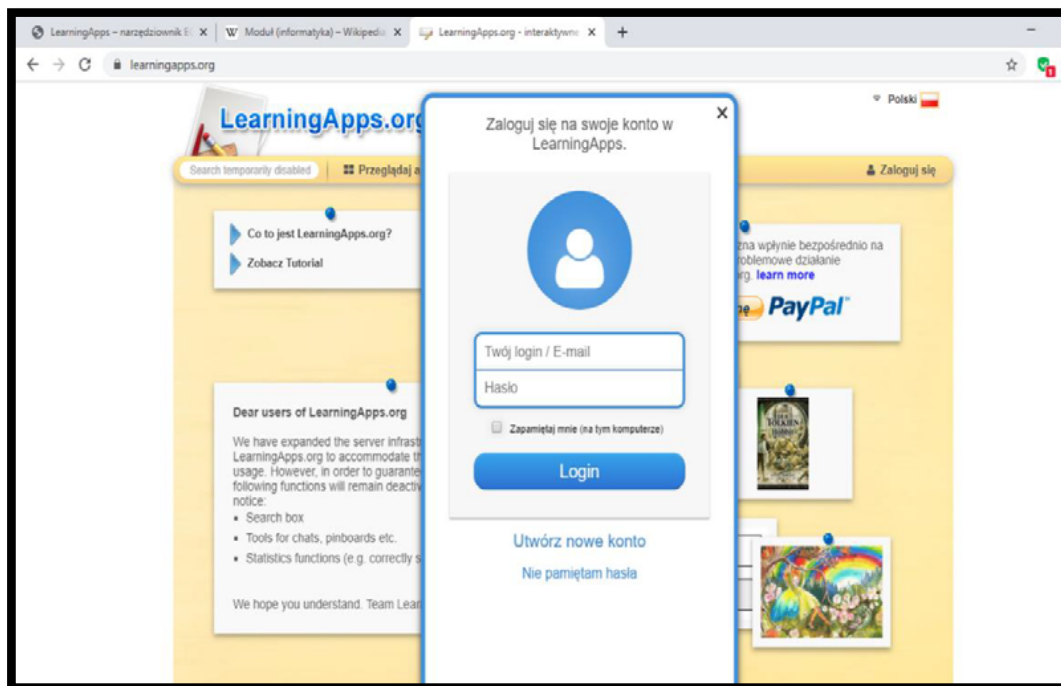 LearningApps – narzędziownik
Moduł (informatyka) – Wikipedia
LearningApps.org - interaktywne
learningapps.org
LearningApps.org
Polski
Search temporarily disabled
Przeglądaj a
Zaloguj się
Co to jest LearningApps.org?
Zobacz Tutorial
Zaloguj się na swoje konto w
LearningApps.
X
Twój login / E-mail
Hasło
Zapamiętaj mnie (na tym komputerze)
Login
Utwórz nowe konto
Nie pamiętam hasła
zna wpłynie bezpośrednio na
roblemowe działanie
rg. learn more
PayPal
Dear users of LearningApps.org
We have expanded the server infrast
LearningApps.org to accommodate th
usage. However, in order to guarante
following functions will remain deactiv
notice:
Search box
Tools for chats, pinboards etc.
Statistics functions (e.g. correctly s
We hope you understand. Team Lear
TOLKIEN